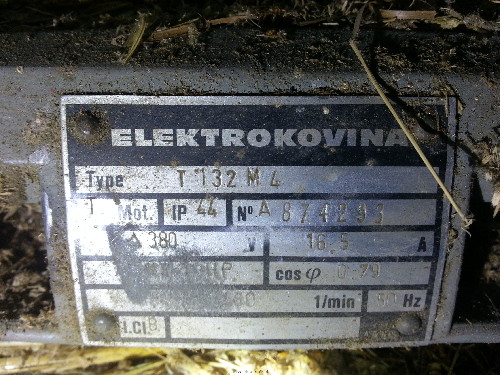 ELEKTROKOVINA
Type T 132 M 4
Mot. IP 44 Nº A 874293
380 V 16,5 A
cos φ 0,79
1/min 50 Hz
I.Cl. B